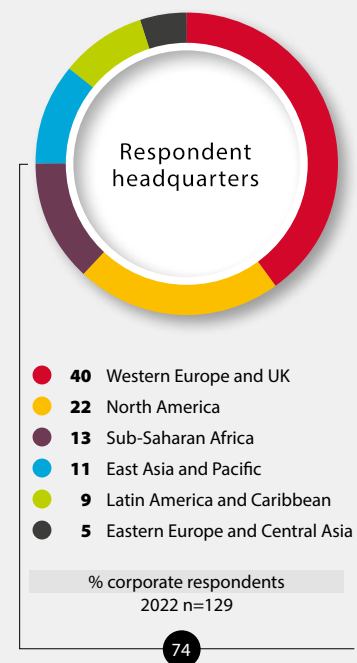 Respondent
headquarters
40 Western Europe and UK
22 North America
13 Sub-Saharan Africa
11 East Asia and Pacific
9 Latin America and Caribbean
5 Eastern Europe and Central Asia
% corporate respondents
2022 n=129
74